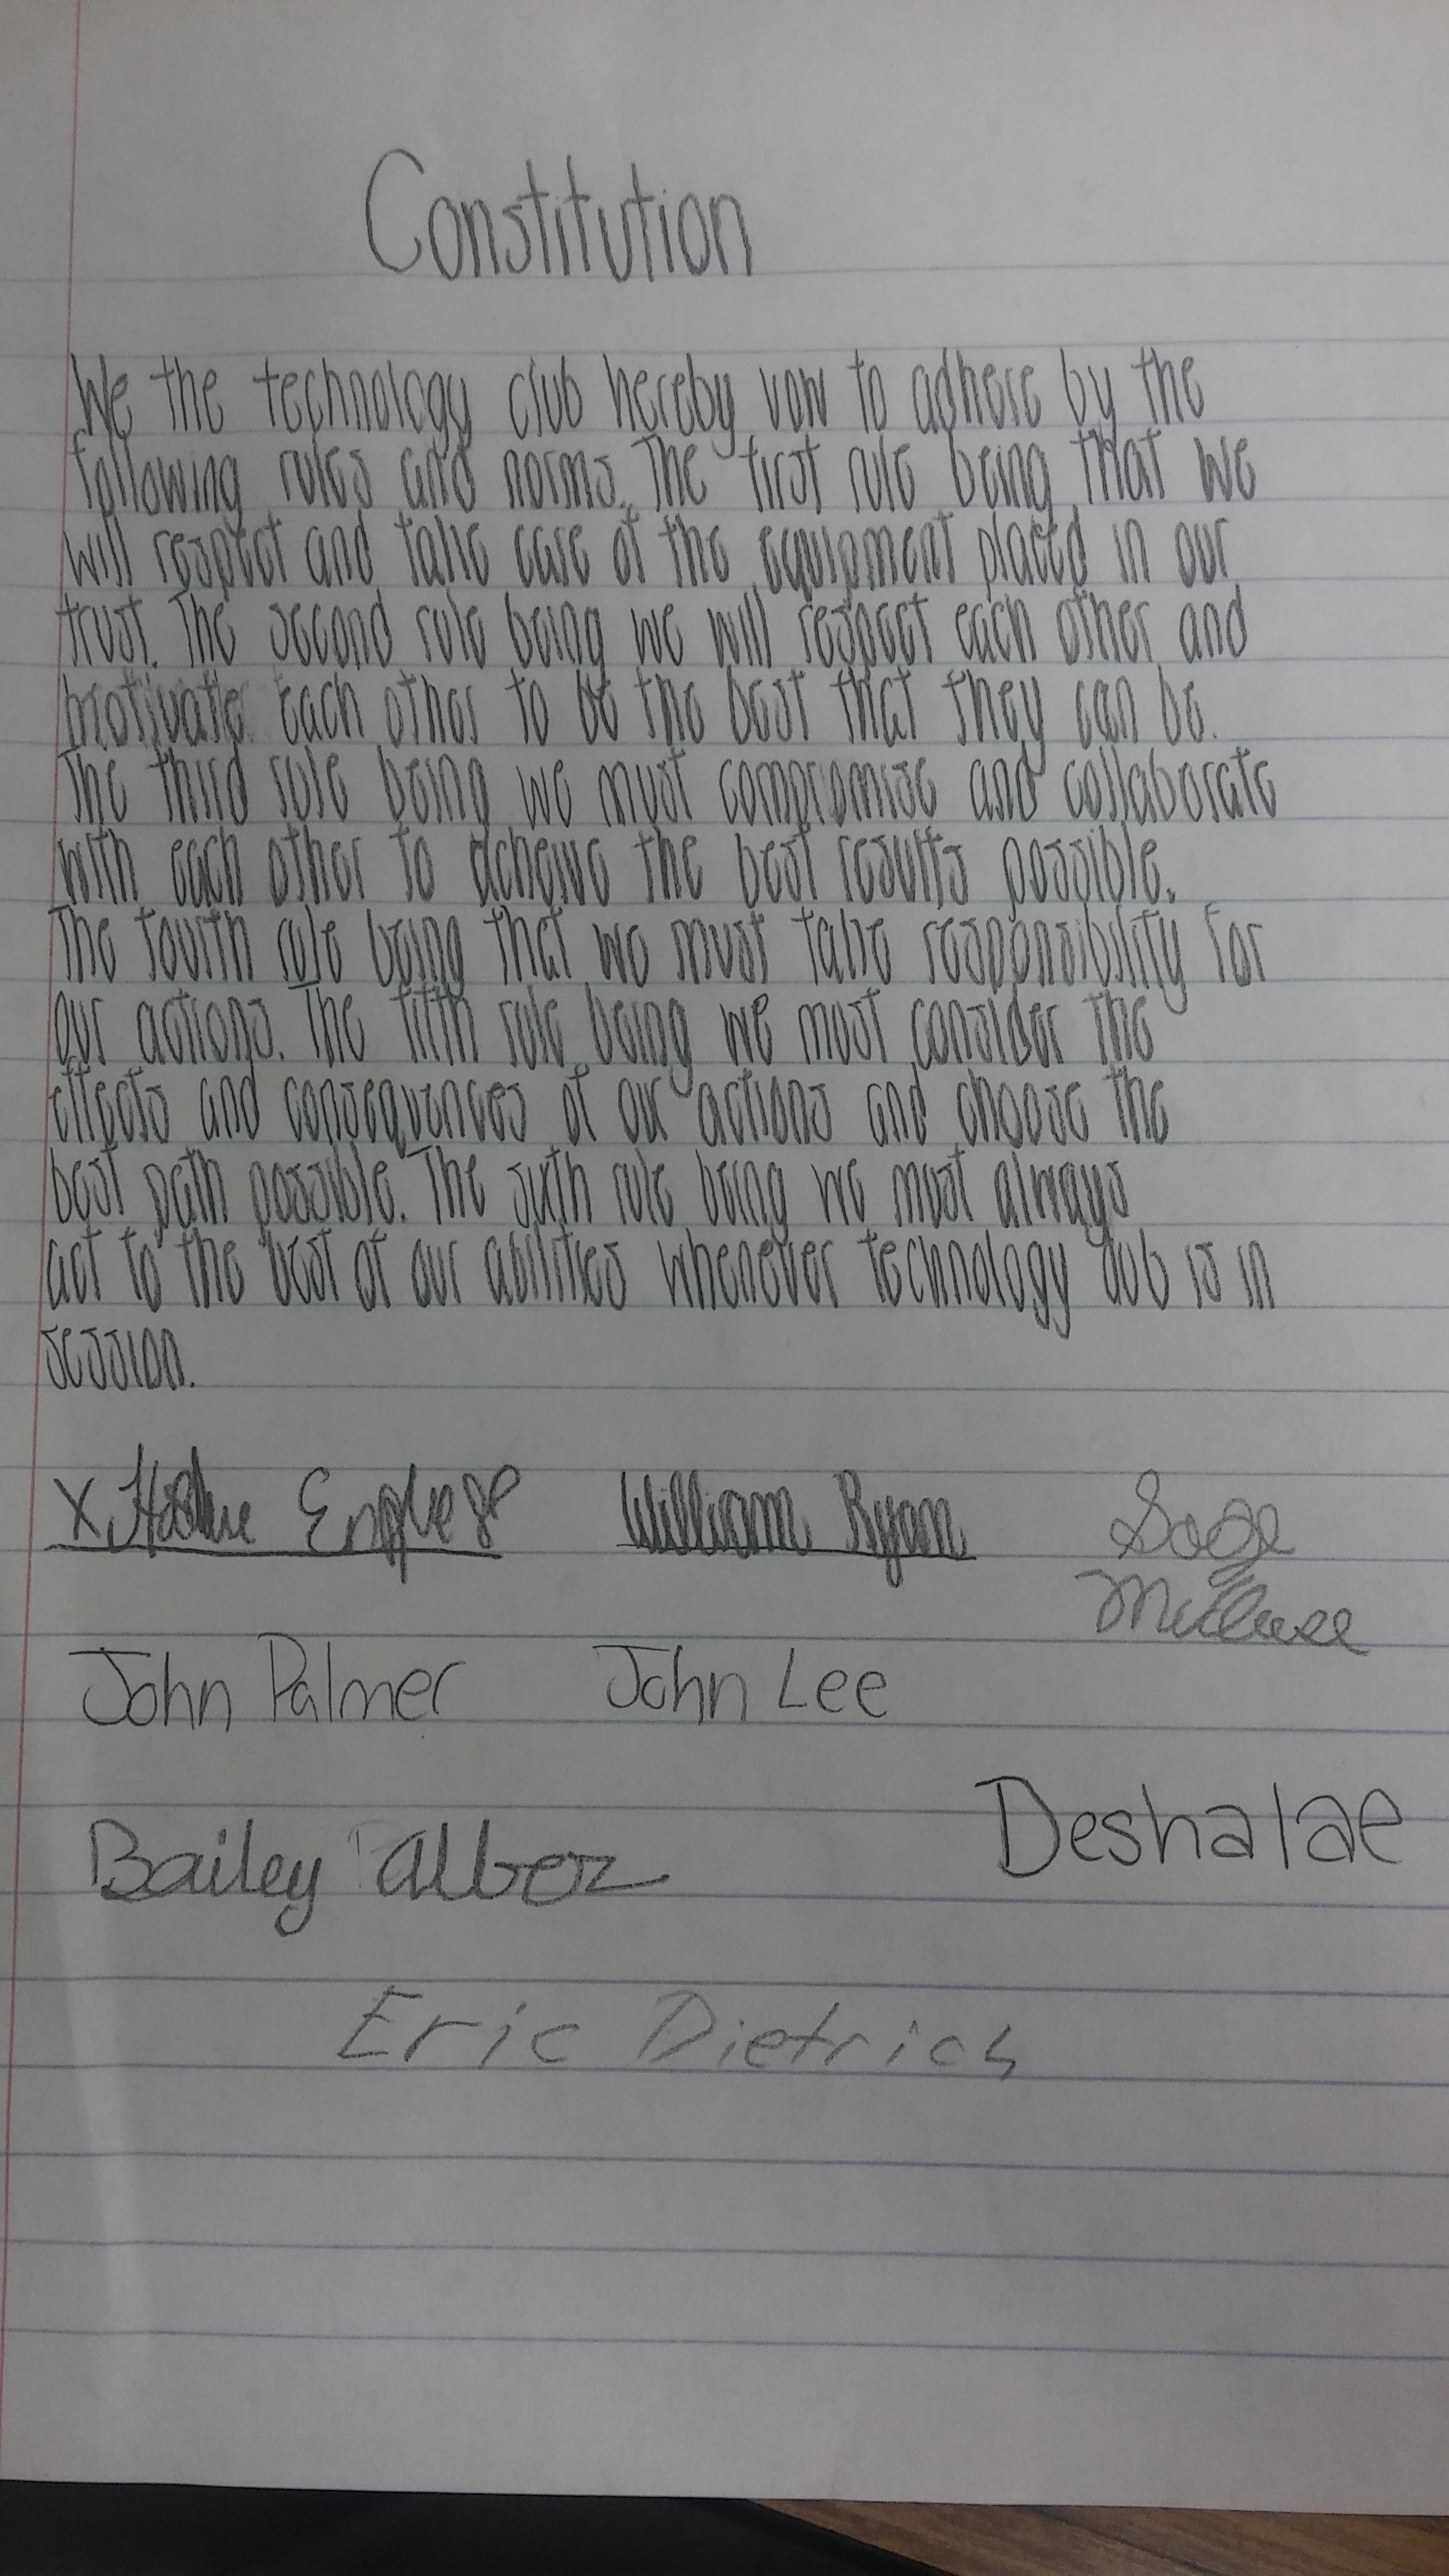 Constitution
We the technology club hereby vow to adhere by the
following rules and norms. The first rule being that we
will respect and take care of the equipment placed in our
trust. The second rule being we will respect each other and
motivate each other to be the best that they can be.
The third rule being we must compromise and collaborate
with each other to acheive the best results possible.
The fourth rule being that we must take responsibility for
our actions. The fifth rule being we must consider the
effects and consequences of our actions and choose the
best path possible. The sixth rule being we must always
act to the best of our abilities whenever technology club is in
session.
X William Ryan Sage
John Palmer John Lee
Deshalae
Bailey
Eric Dietrich